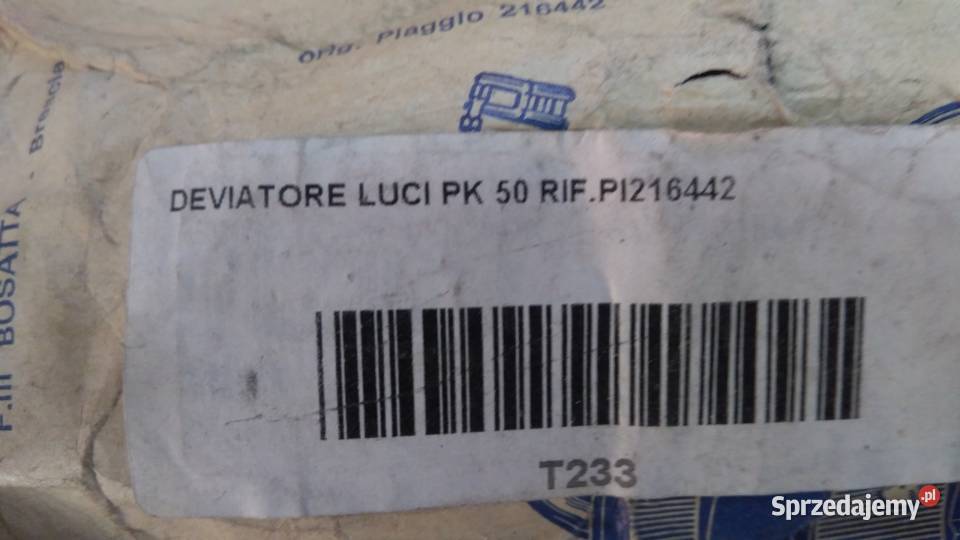 Orig. Piaggio 216442
F.lli BOSATTA - Brescia
DEVIATORE LUCI PK 50 RIF.PI216442
T233
Sprzedajemy.pl